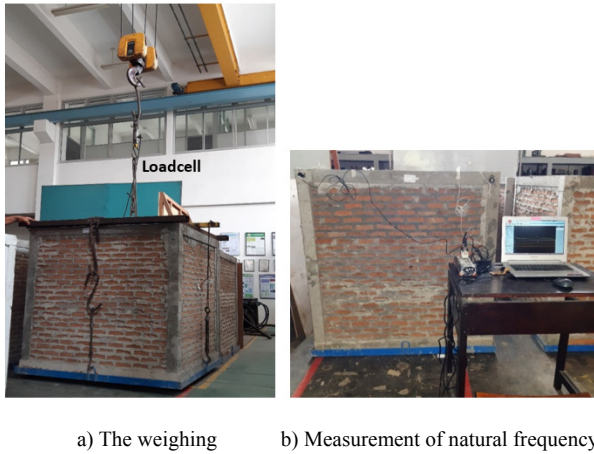 Loadcell
a) The weighing
b) Measurement of natural frequency